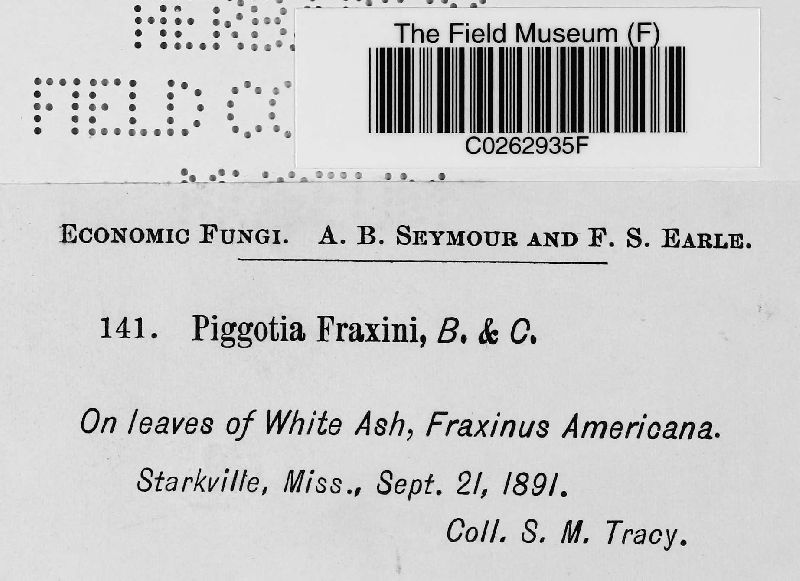 The Field Museum (F)
C0262935F
FIELD
ECONOMIC FUNGI. A. B. SEYMOUR AND F. S. EARLE.
141. Piggotia Fraxini, B. & C.
On leaves of White Ash, Fraxinus Americana.
Starkville, Miss., Sept. 21, 1891.
Coll. S. M. Tracy.